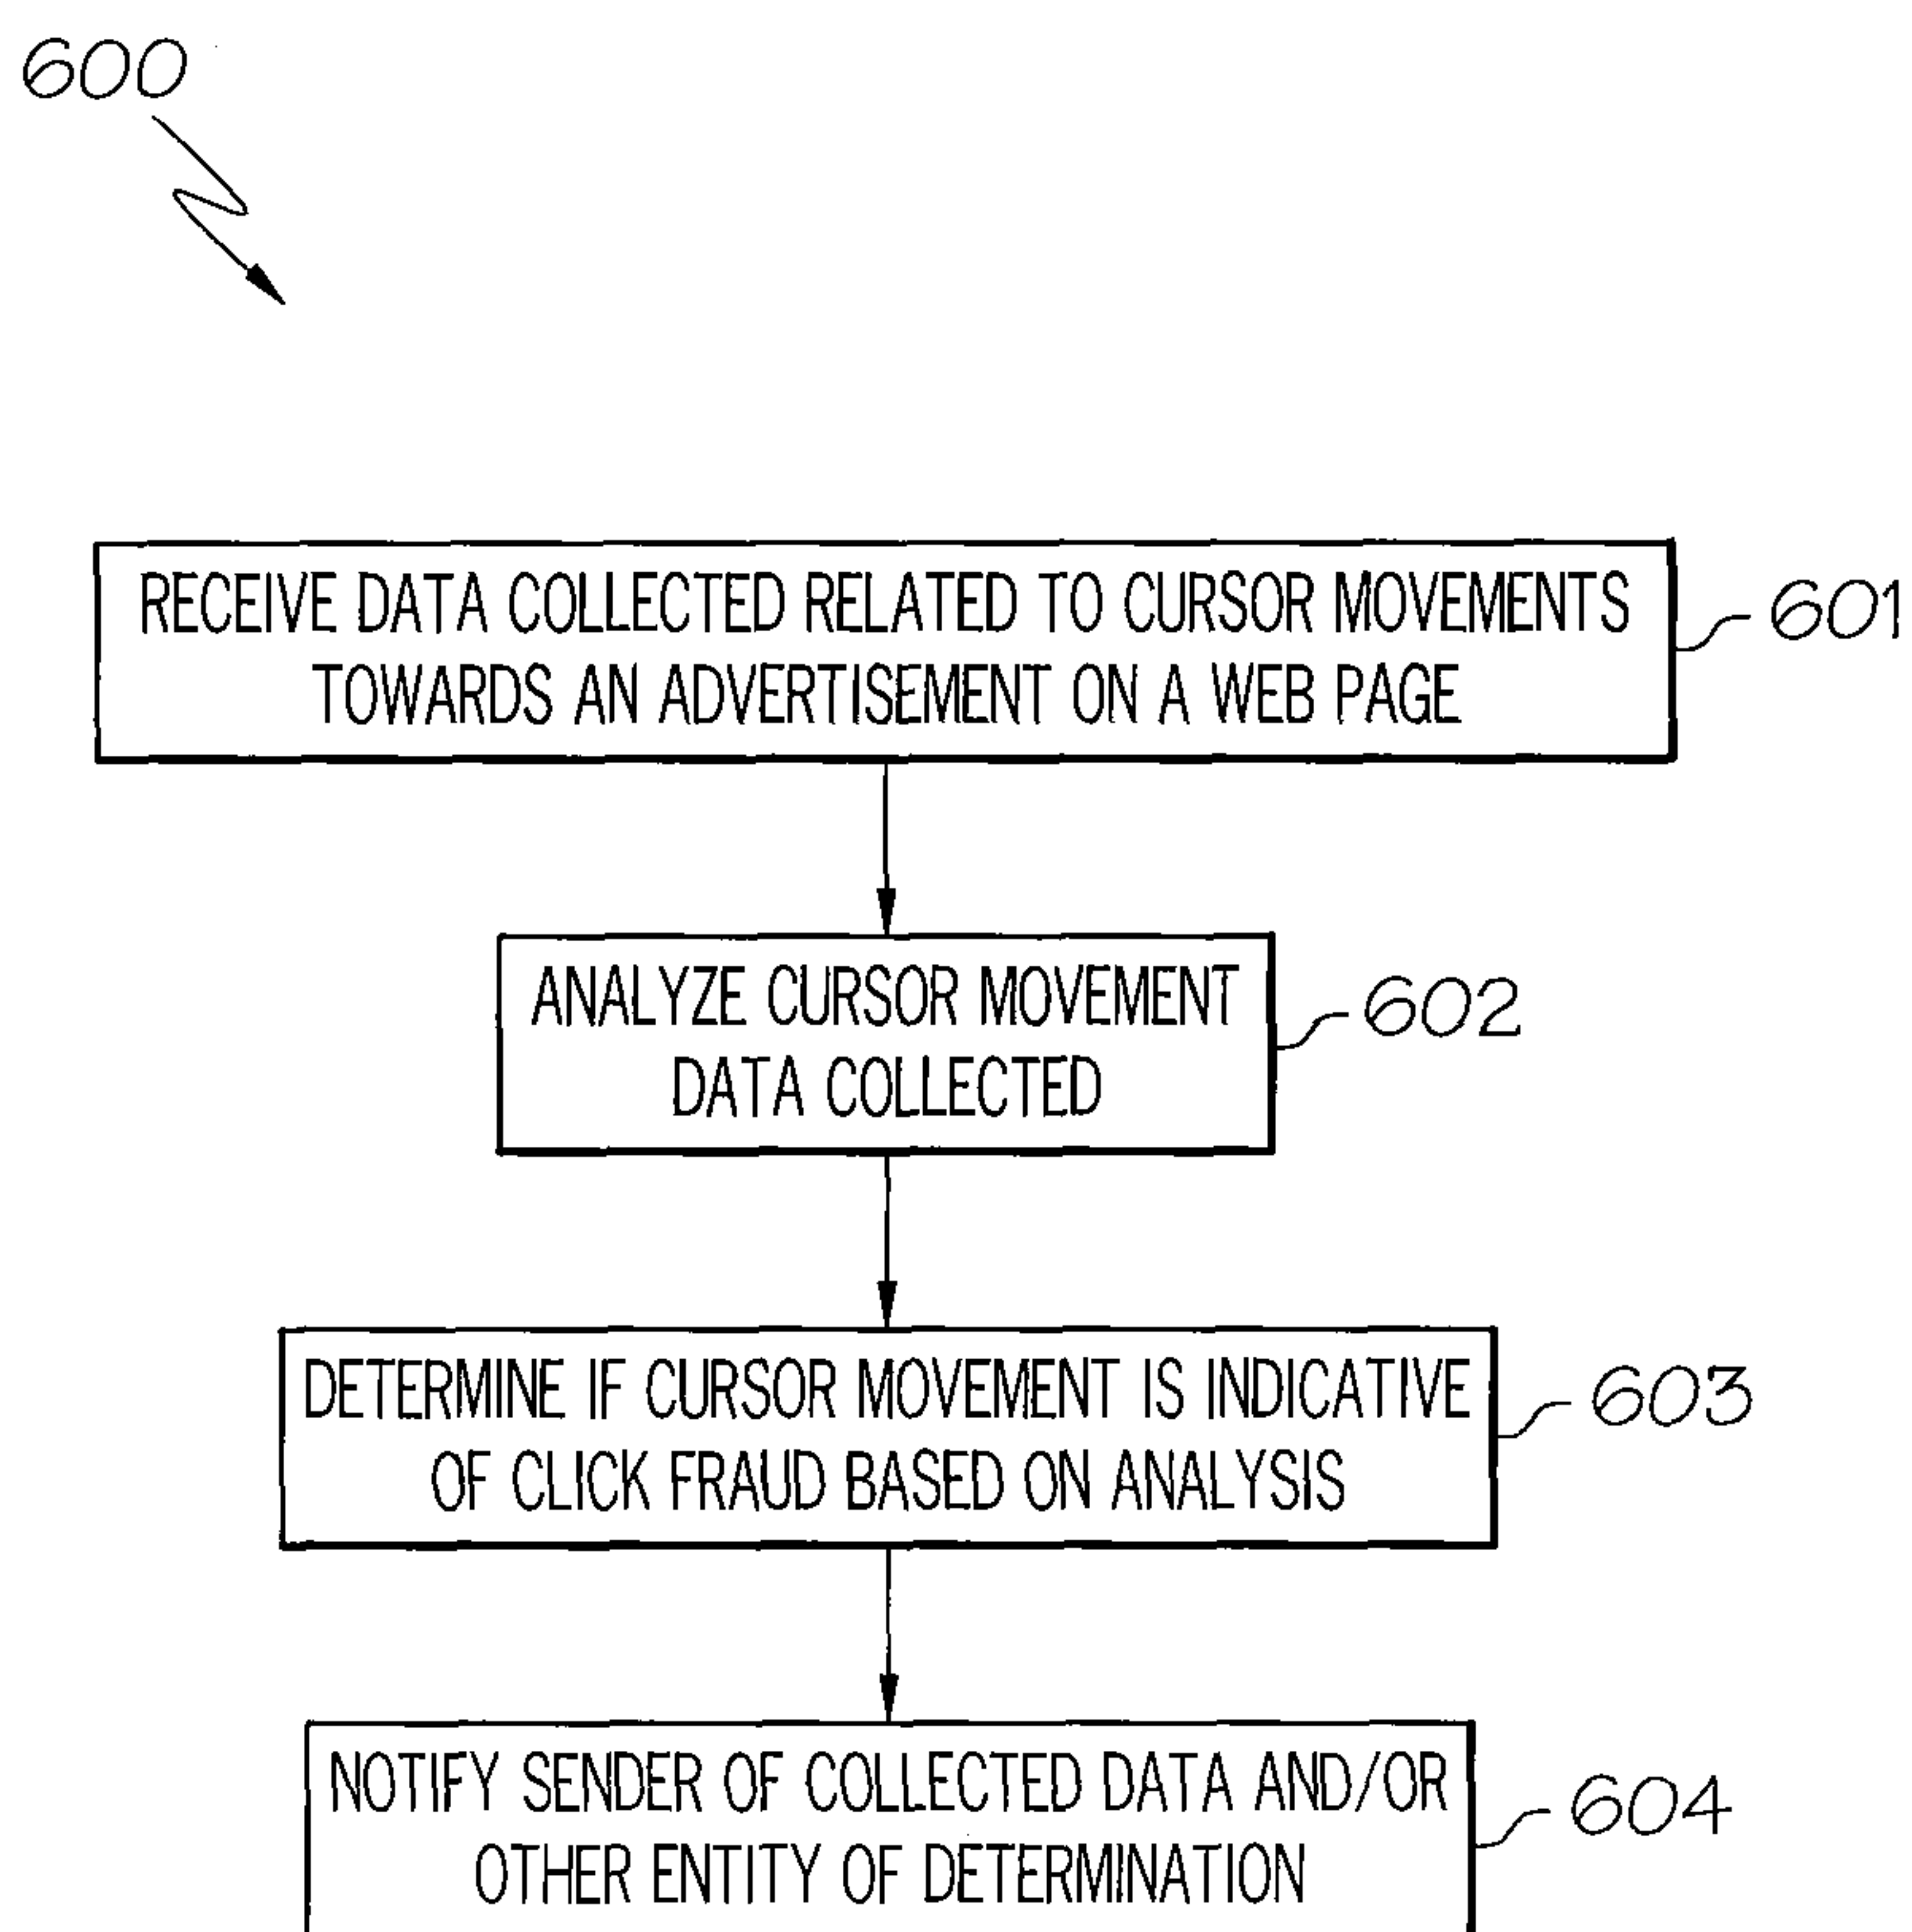 600
RECEIVE DATA COLLECTED RELATED TO CURSOR MOVEMENTS
TOWARDS AN ADVERTISEMENT ON A WEB PAGE
601
ANALYZE CURSOR MOVEMENT
DATA COLLECTED
602
DETERMINE IF CURSOR MOVEMENT IS INDICATIVE
OF CLICK FRAUD BASED ON ANALYSIS
603
NOTIFY SENDER OF COLLECTED DATA AND/OR
OTHER ENTITY OF DETERMINATION
604